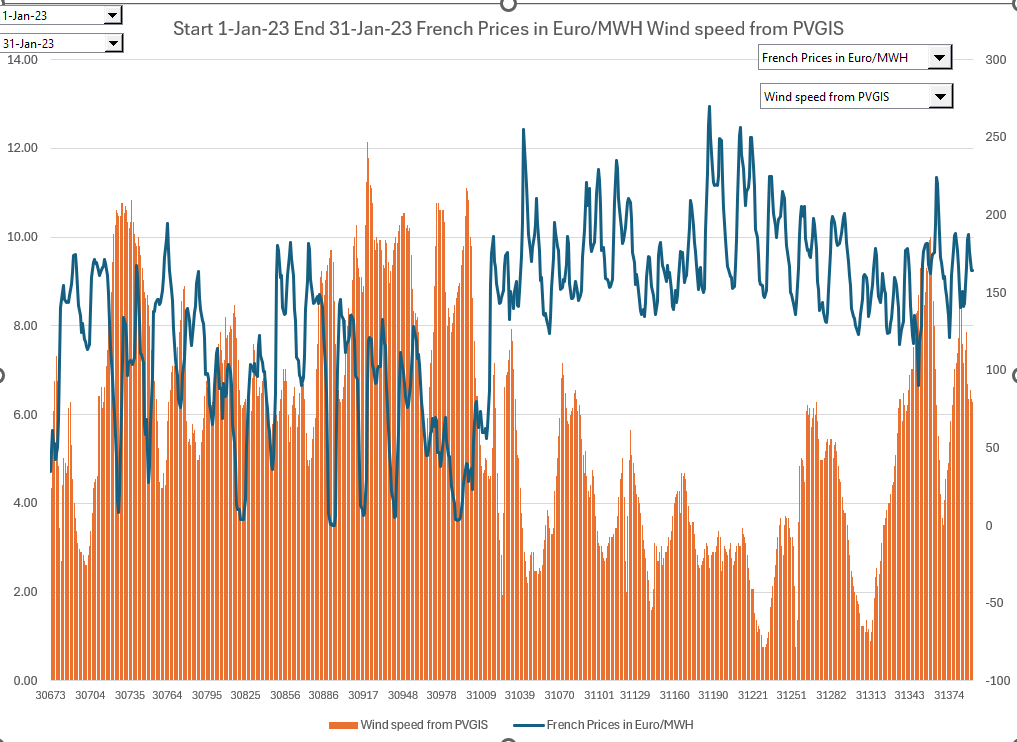 1-Jan-23
31-Jan-23
Start 1-Jan-23 End 31-Jan-23 French Prices in Euro/MWH Wind speed from PVGIS
French Prices in Euro/MWH
Wind speed from PVGIS
14.00
12.00
10.00
8.00
6.00
4.00
2.00
0.00
300
250
200
150
100
50
0
-50
-100
30673 30704 30735 30764 30795 30825 30856 30886 30917 30948 30978 31009 31039 31070 31101 31129 31160 31190 31221 31251 31282 31313 31343 31374
Wind speed from PVGIS French Prices in Euro/MWH